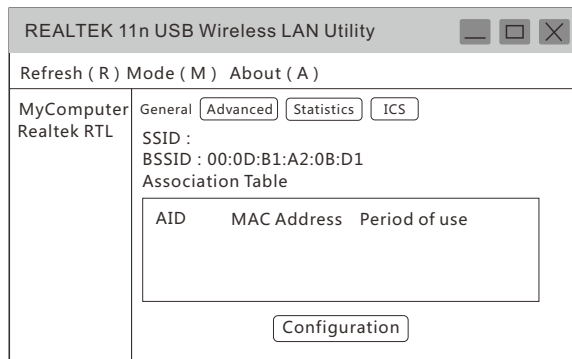 REALTEK 11n USB Wireless LAN Utility
Refresh ( R ) Mode ( M ) About ( A )
MyComputer
Realtek RTL
General Advanced Statistics ICS
SSID :
BSSID : 00:0D:B1:A2:0B:D1
Association Table
AID MAC Address Period of use
Configuration